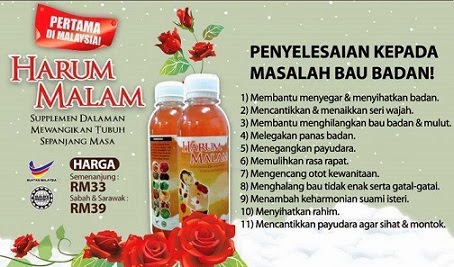 PERTAMA
DI MALAYSIA!
HARUM
MALAM
SUPPLEMEN DALAMAN
MEWANGIKAN TUBUH
SEPANJANG MASA
HARGA
Semenanjung :
RM33
Sabah & Sarawak :
RM39
BUATAN MALAYSIA
HARUM
MALAM
PENYELESAIAN KEPADA
MASALAH BAU BADAN!
1) Membantu menyegar & menyihatkan badan.
2) Mencantikkan & menaikkan seri wajah.
3) Membantu menghilangkan bau badan & mulut.
4) Melegakan panas badan.
5) Menegangkan payudara.
6) Memulihkan rasa rapat.
7) Mengencang otot kewanitaan.
8) Menghalang bau tidak enak serta gatal-gatal.
9) Menambah keharmonian suami isteri.
10) Menyihatkan rahim.
11) Mencantikkan payudara agar sihat & montok.